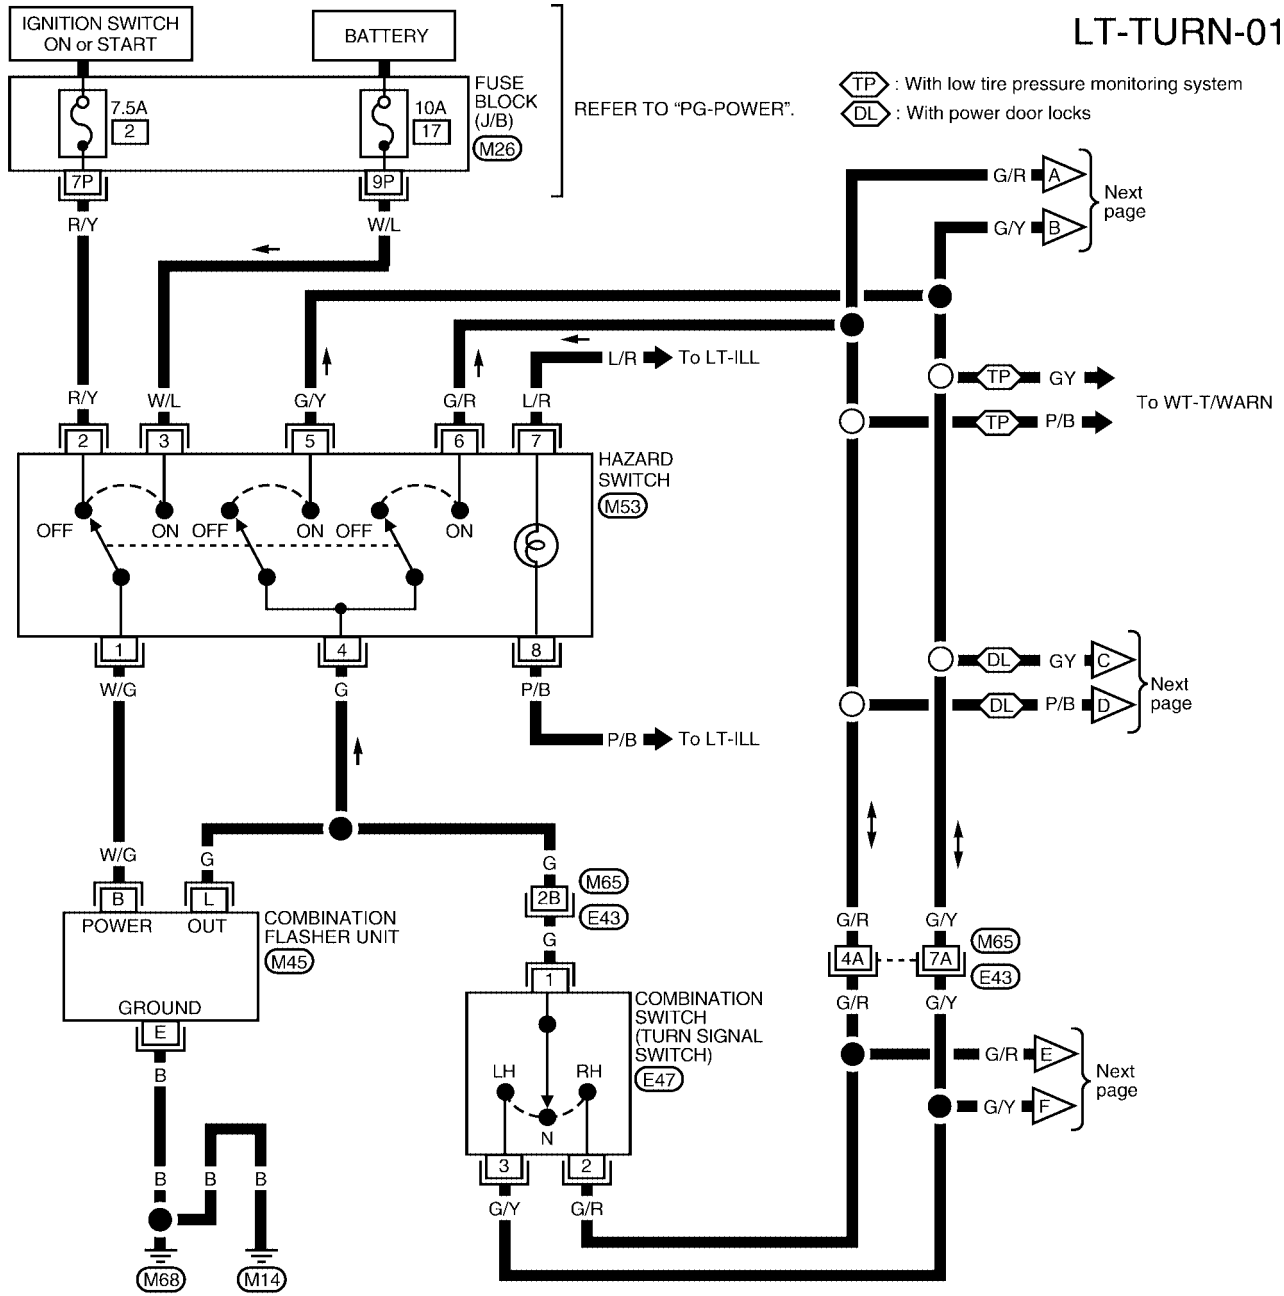 LT-TURN-01
IGNITION SWITCH
ON or START
BATTERY
7.5A
2
10A
17
FUSE
BLOCK
(J/B)
M26
REFER TO “PG-POWER”.
TP : With low tire pressure monitoring system
DL : With power door locks
7P
9P
R/Y
W/L
G/R A
G/Y B
Next
page
L/R To LT-ILL
R/Y
W/L
G/Y
G/R
L/R
TP GY
TP P/B
To WT-T/WARN
2
3
5
6
7
HAZARD
SWITCH
M53
OFF
ON
OFF
ON
OFF
ON
1
4
8
W/G
G
P/B
P/B To LT-ILL
DL GY C
DL P/B D
Next
page
W/G
G
G
B
L
POWER
OUT
COMBINATION
FLASHER UNIT
M45
GROUND
E
2B
M65
E43
G
1
COMBINATION
SWITCH
(TURN SIGNAL
SWITCH)
E47
LH
RH
N
3
2
G/Y
G/R
G/R
G/Y
4A
7A
M65
E43
G/R
G/Y
G/R E
G/Y F
Next
page
B
B
B
B
M68
M14